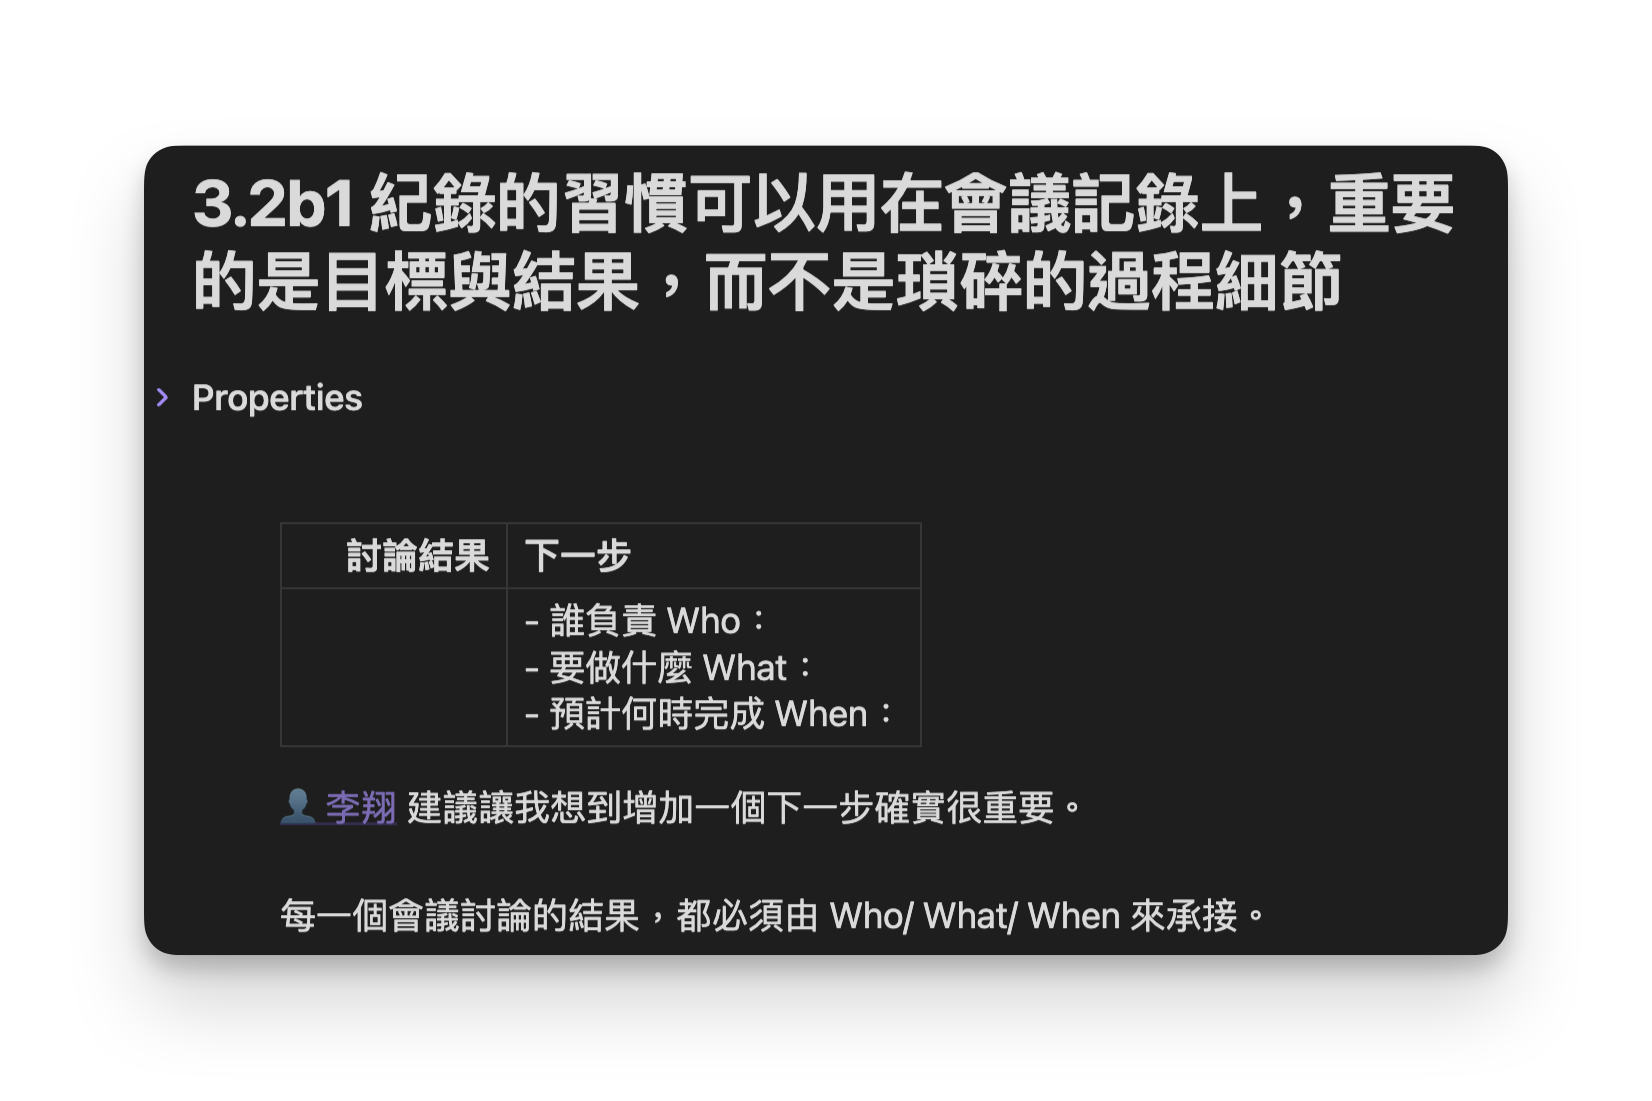 3.2b1 紀錄的習慣可以用在會議記錄上，重要
的是目標與結果，而不是瑣碎的過程細節
Properties
討論結果 下一步
- 誰負責 Who：
- 要做什麼 What：
- 預計何時完成 When：
👤 李翔 建議讓我想到增加一個下一步確實很重要。
每一個會議討論的結果，都必須由 Who/ What/ When 來承接。